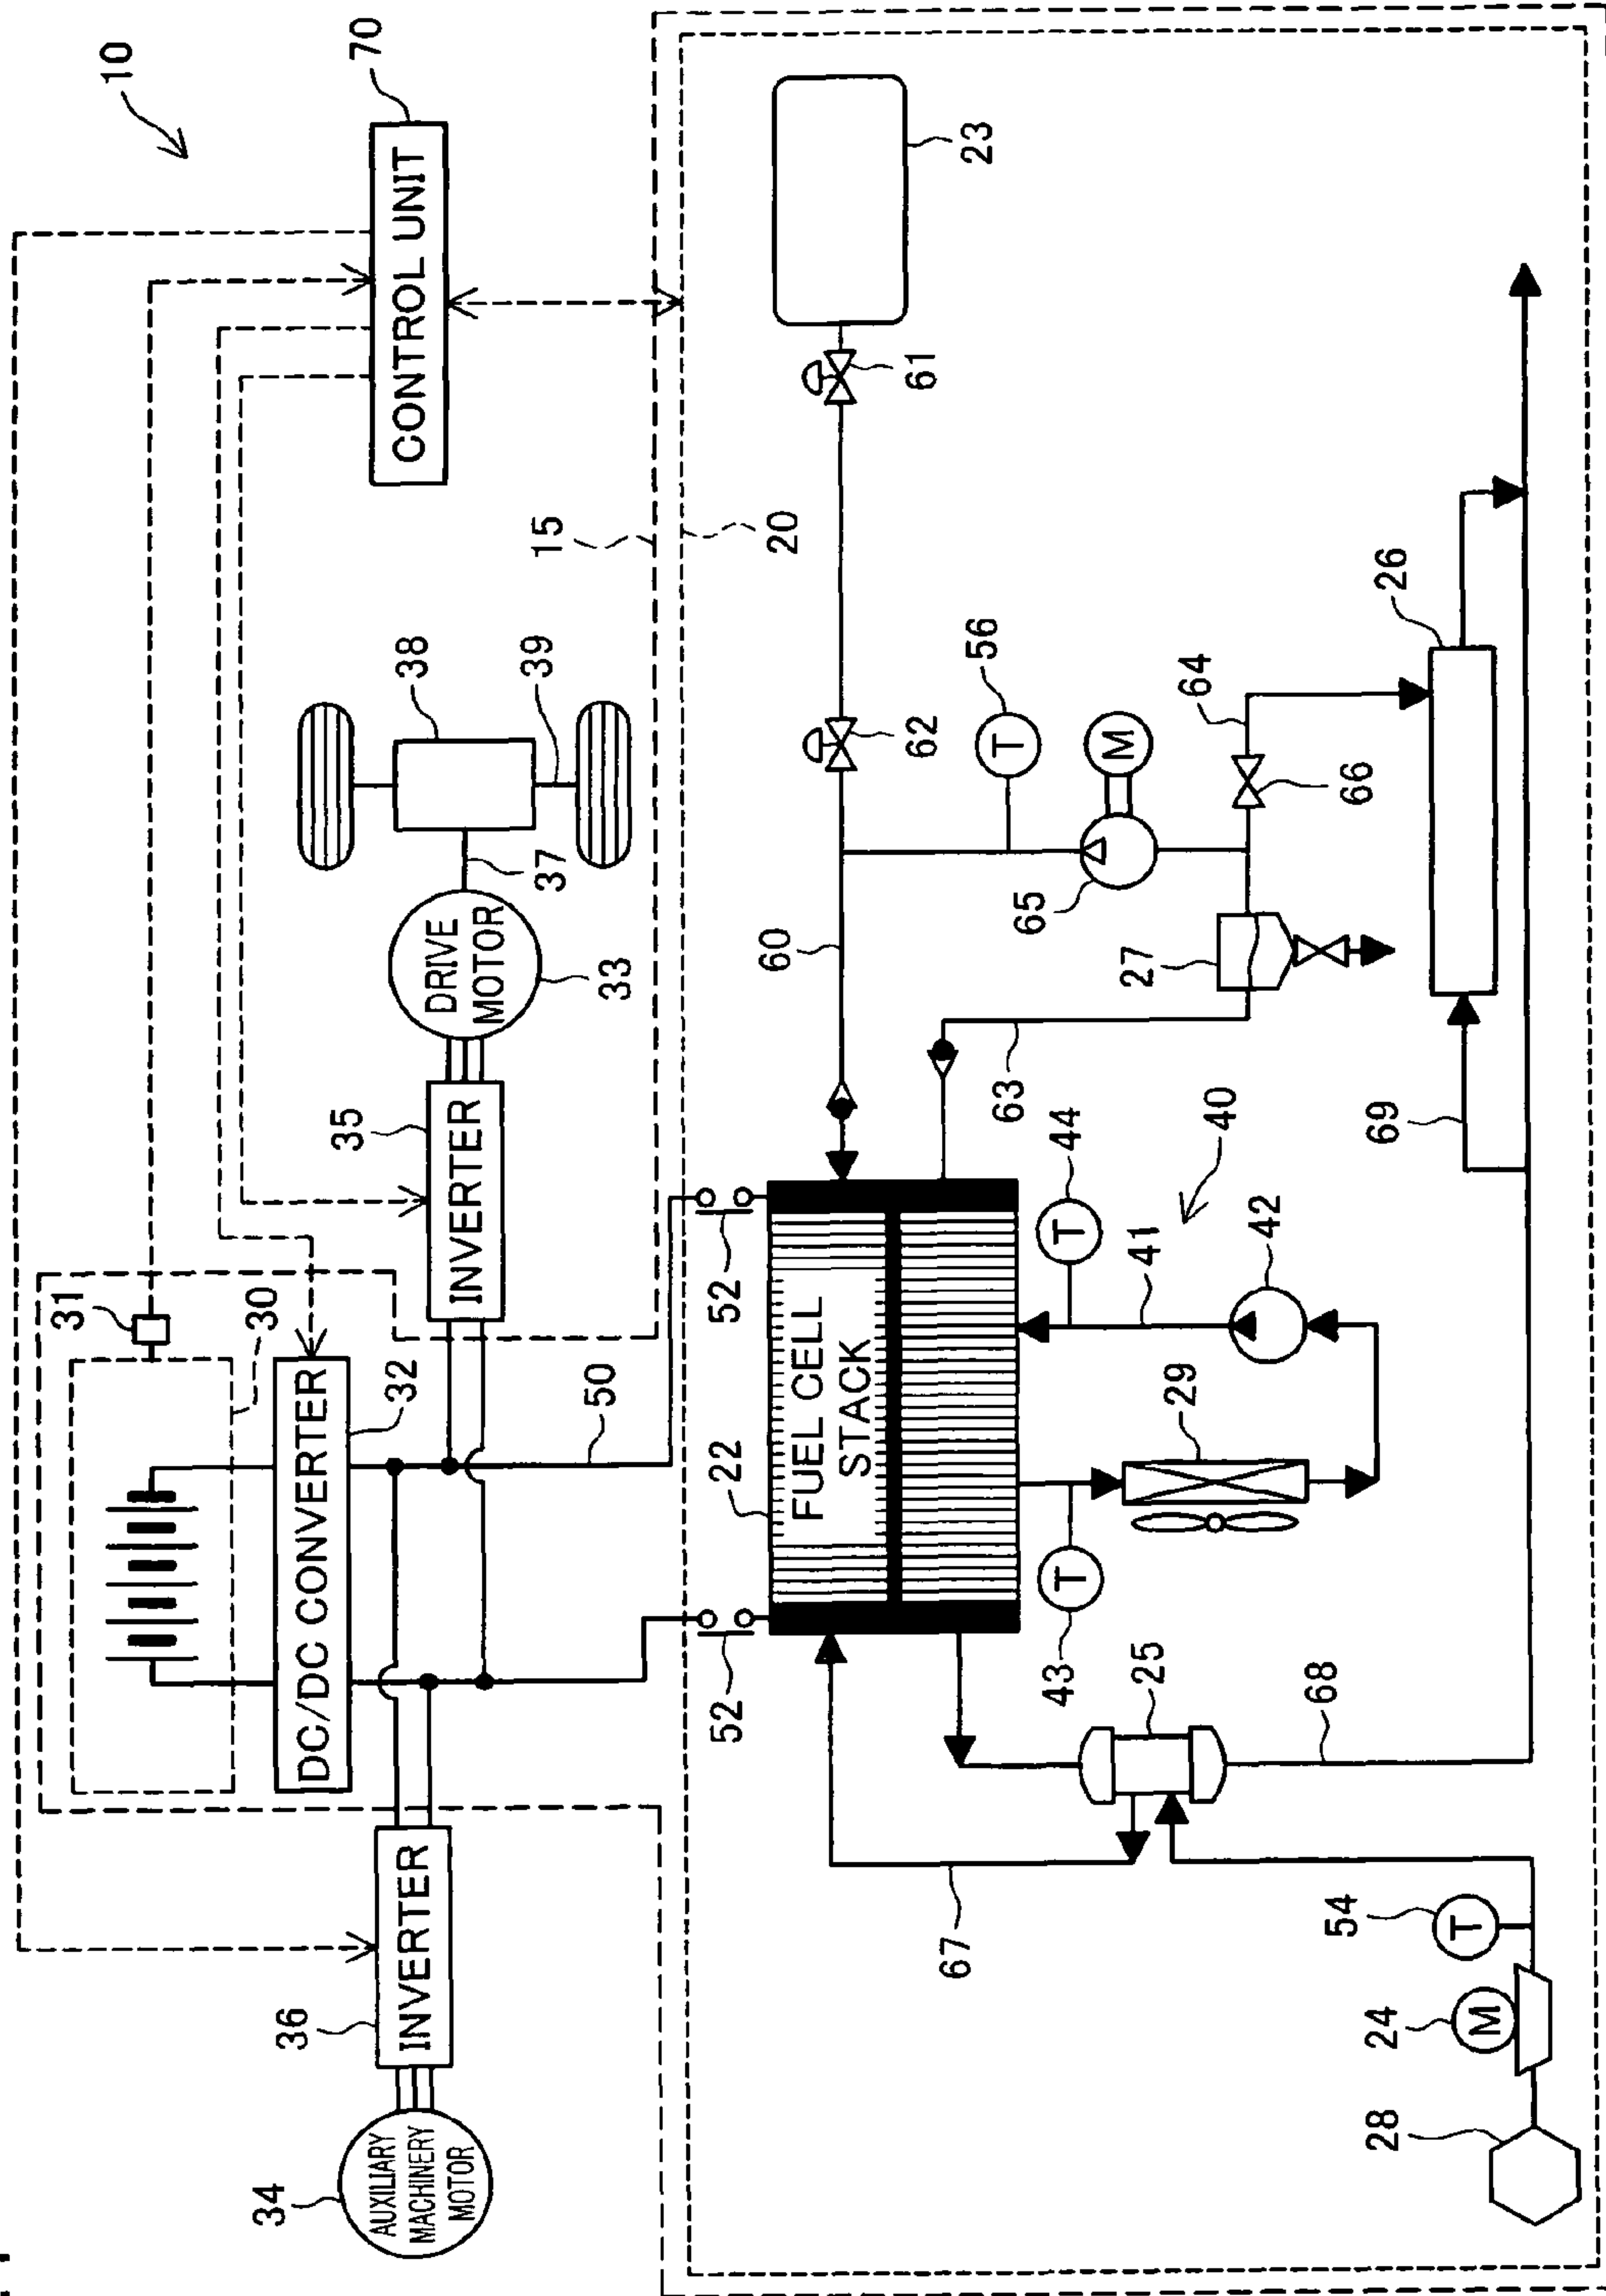 10
70
CONTROL UNIT
31
30
DC/DC CONVERTER
32
34
AUXILIARY
MACHINERY
MOTOR
36
INVERTER
35
INVERTER
DRIVE
MOTOR
33
37
38
39
50
15
20
52
52
22
FUEL CELL
STACK
60
62
61
23
56
T
M
65
64
66
27
63
26
69
40
44
T
41
42
29
43
T
25
68
67
54
T
24
M
28